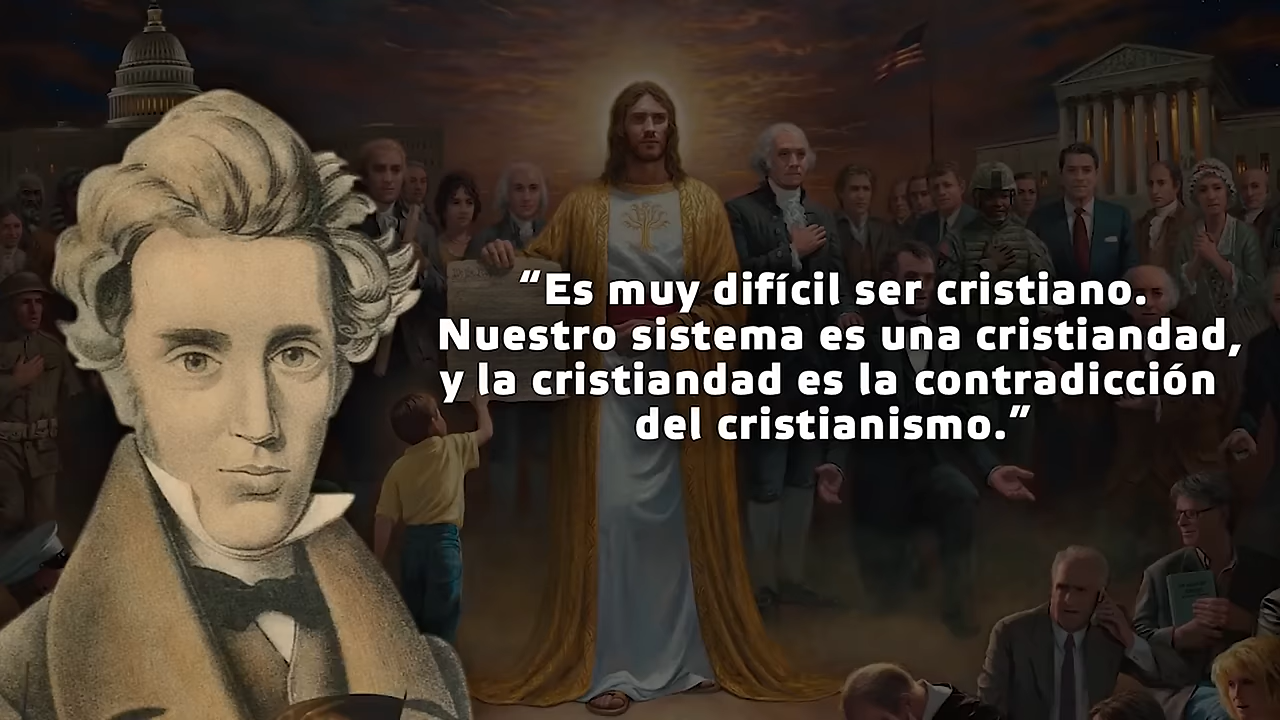 “Es muy difícil ser cristiano.
Nuestro sistema es una cristiandad,
y la cristiandad es la contradicción
del cristianismo.”